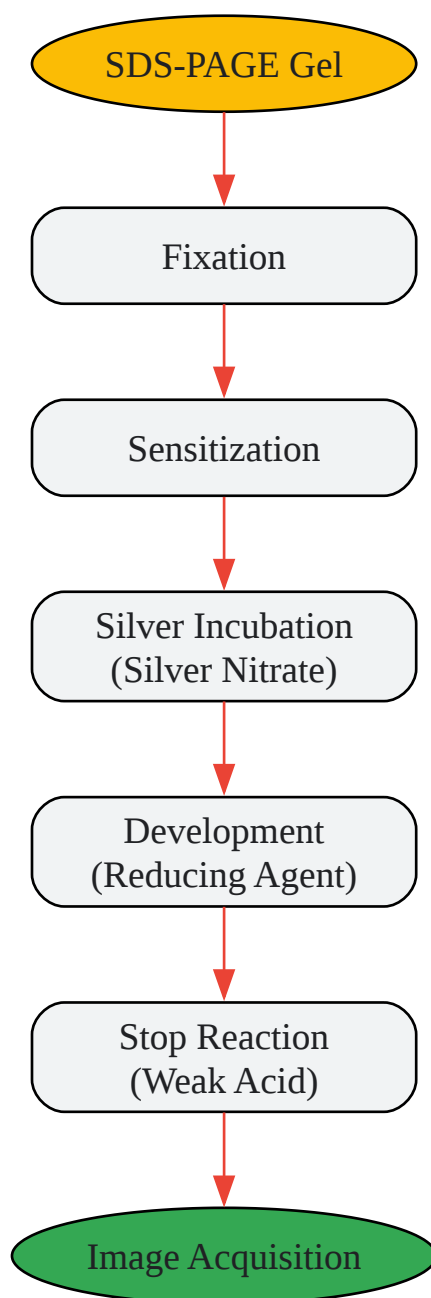 SDS-PAGE Gel
Fixation
Sensitization
Silver Incubation
(Silver Nitrate)
Development
(Reducing Agent)
Stop Reaction
(Weak Acid)
Image Acquisition